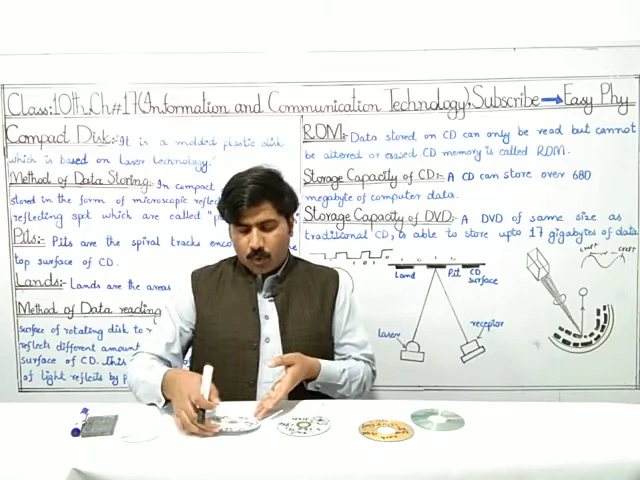 Class:10th,Ch#17(Information and Communication Technology),Subscribe → Easy Phy
Compact Disk:- It is a molded plastic disk
which is based on laser technology."
Method of Data Storing:- In compact
stored in the form of microscopic
reflecting spot which are called
Pits:- Pits are the spiral tracks
top surface of CD.
Lands:- Lands are the areas
Method of Data reading
surface of rotating disk to
reflects different amount
surface of CD. This
of light reflects by
ROM:- Data stored on CD can only be read but cannot
be altered or erased. CD memory is called ROM.
Storage Capacity of CD:- A CD can store over 680
megabyte of computer data.
Storage Capacity of DVD:- A DVD of same size as
traditional CD, is able to store upto 17 gigabytes of data
Land
Pit
CD
surface
laser
receptor